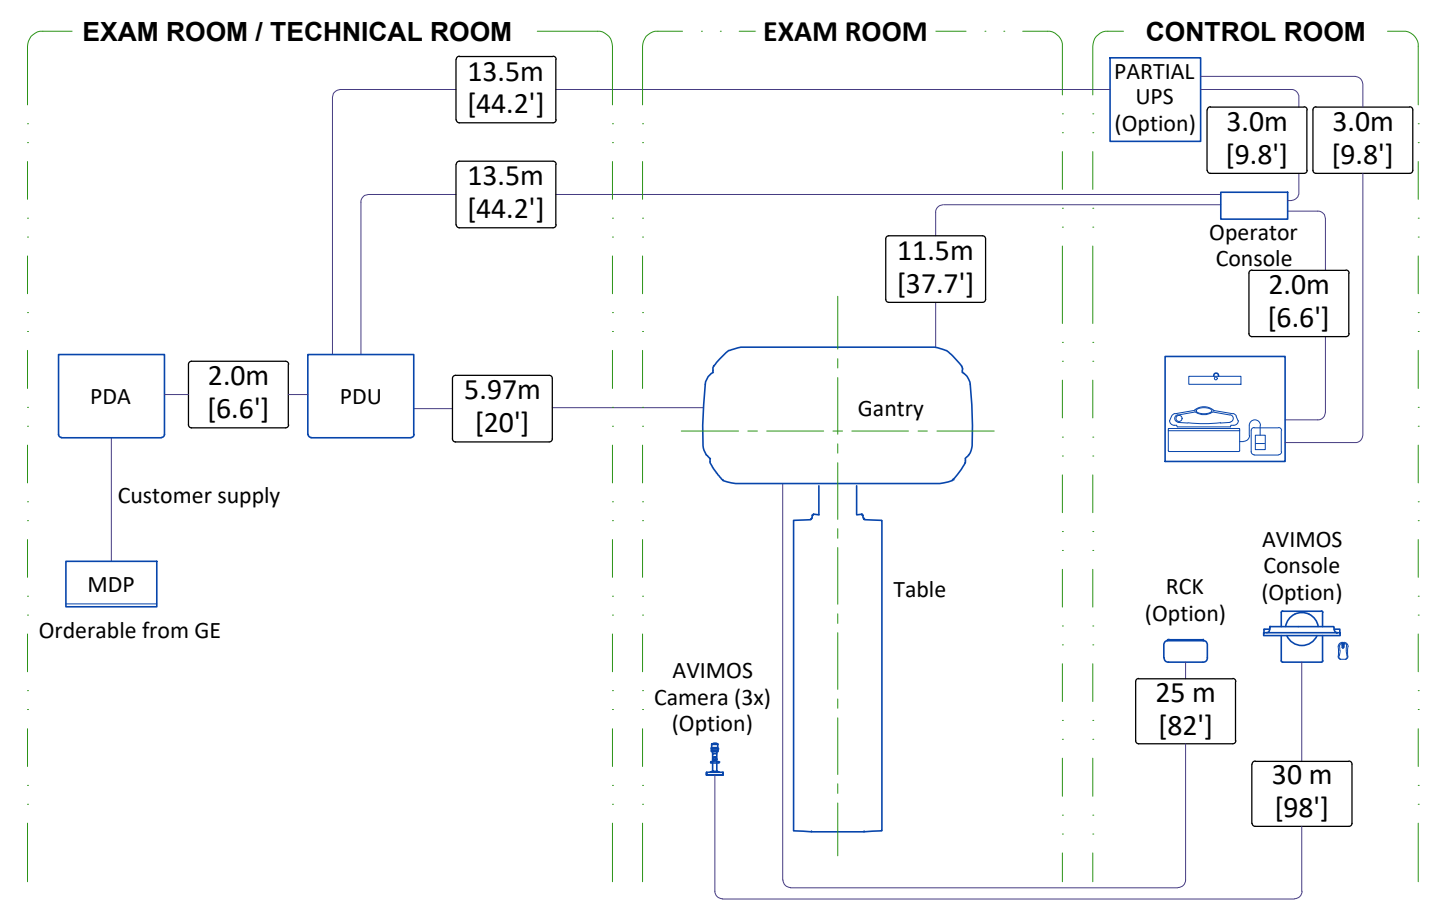 EXAM ROOM / TECHNICAL ROOM
EXAM ROOM
CONTROL ROOM
13.5m
[44.2']
PARTIAL
UPS
(Option)
3.0m
[9.8']
3.0m
[9.8']
13.5m
[44.2']
Operator
Console
11.5m
[37.7']
2.0m
[6.6']
PDA
2.0m
[6.6']
PDU
5.97m
[20']
Gantry
Customer supply
MDP
Orderable from GE
Table
AVIMOS
Console
(Option)
RCK
(Option)
AVIMOS
Camera (3x)
(Option)
25 m
[82']
30 m
[98']